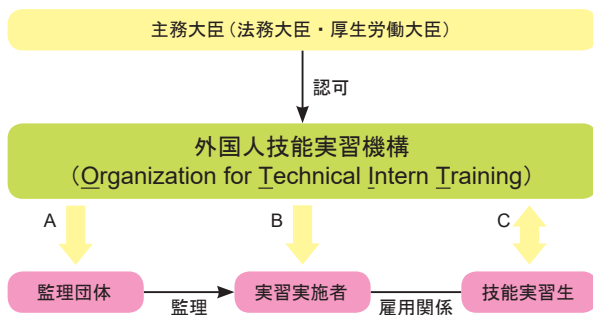 主務大臣（法務大臣・厚生労働大臣）
認可
外国人技能実習機構
（Organization for Technical Intern Training）
A
B
C
監理団体
監理
実習実施者
雇用関係
技能実習生